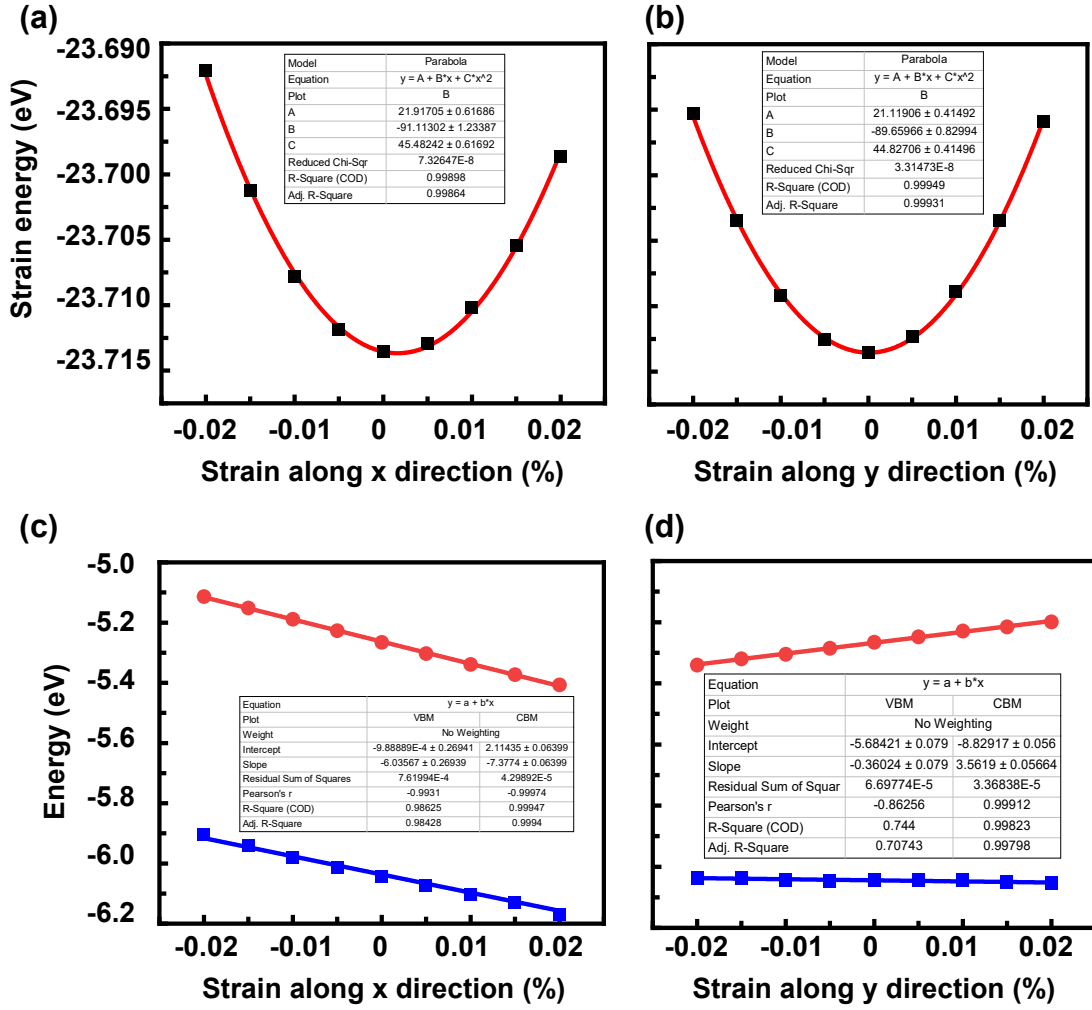 (a)
(b)
-23.690
-23.695
-23.700
-23.705
-23.710
-23.715
Strain energy (eV)
Model Parabola
Equation y = A + B*x + C*x^2
Plot B
A 21.91705 ± 0.61686
B -91.11302 ± 1.23387
C 45.48242 ± 0.61692
Reduced Chi-Sqr 7.32647E-8
R-Square (COD) 0.99898
Adj. R-Square 0.99864
-0.02 -0.01 0 0.01 0.02
Strain along x direction (%)
Model Parabola
Equation y = A + B*x + C*x^2
Plot B
A 21.11906 ± 0.41492
B -89.65966 ± 0.82994
C 44.82706 ± 0.41496
Reduced Chi-Sqr 3.31473E-8
R-Square (COD) 0.99949
Adj. R-Square 0.99931
-0.02 -0.01 0 0.01 0.02
Strain along y direction (%)
(c)
(d)
-5.0
-5.2
-5.4
-5.6
-5.8
-6.0
-6.2
Energy (eV)
Equation y = a + b*x
Plot VBM CBM
Weight No Weighting
Intercept -9.88889E-4 ± 0.26941 2.11435 ± 0.06399
Slope -6.03567 ± 0.26939 -7.3774 ± 0.06399
Residual Sum of Squares 7.61994E-4 4.29892E-5
Pearson's r -0.9931 -0.99974
R-Square (COD) 0.98625 0.99947
Adj. R-Square 0.98428 0.9994
-0.02 -0.01 0 0.01 0.02
Strain along x direction (%)
Equation y = a + b*x
Plot VBM CBM
Weight No Weighting
Intercept -5.68421 ± 0.079 -8.82917 ± 0.056
Slope -0.36024 ± 0.079 3.5619 ± 0.05664
Residual Sum of Squar 6.69774E-5 3.36838E-5
Pearson's r -0.86256 0.99912
R-Square (COD) 0.744 0.99823
Adj. R-Square 0.70743 0.99798
-0.02 -0.01 0 0.01 0.02
Strain along y direction (%)